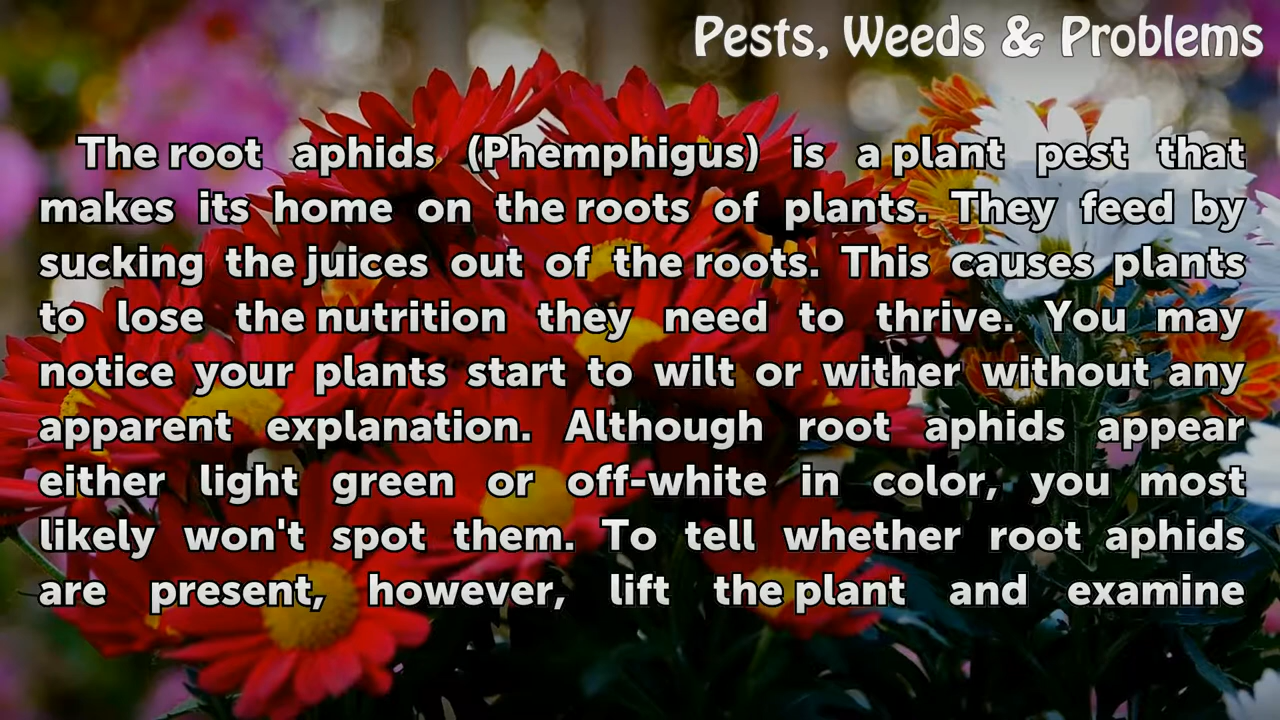 Pests, Weeds & Problems
The root aphids (Phemphigus) is a plant pest that
makes its home on the roots of plants. They feed by
sucking the juices out of the roots. This causes plants
to lose the nutrition they need to thrive. You may
notice your plants start to wilt or wither without any
apparent explanation. Although root aphids appear
either light green or off-white in color, you most
likely won't spot them. To tell whether root aphids
are present, however, lift the plant and examine